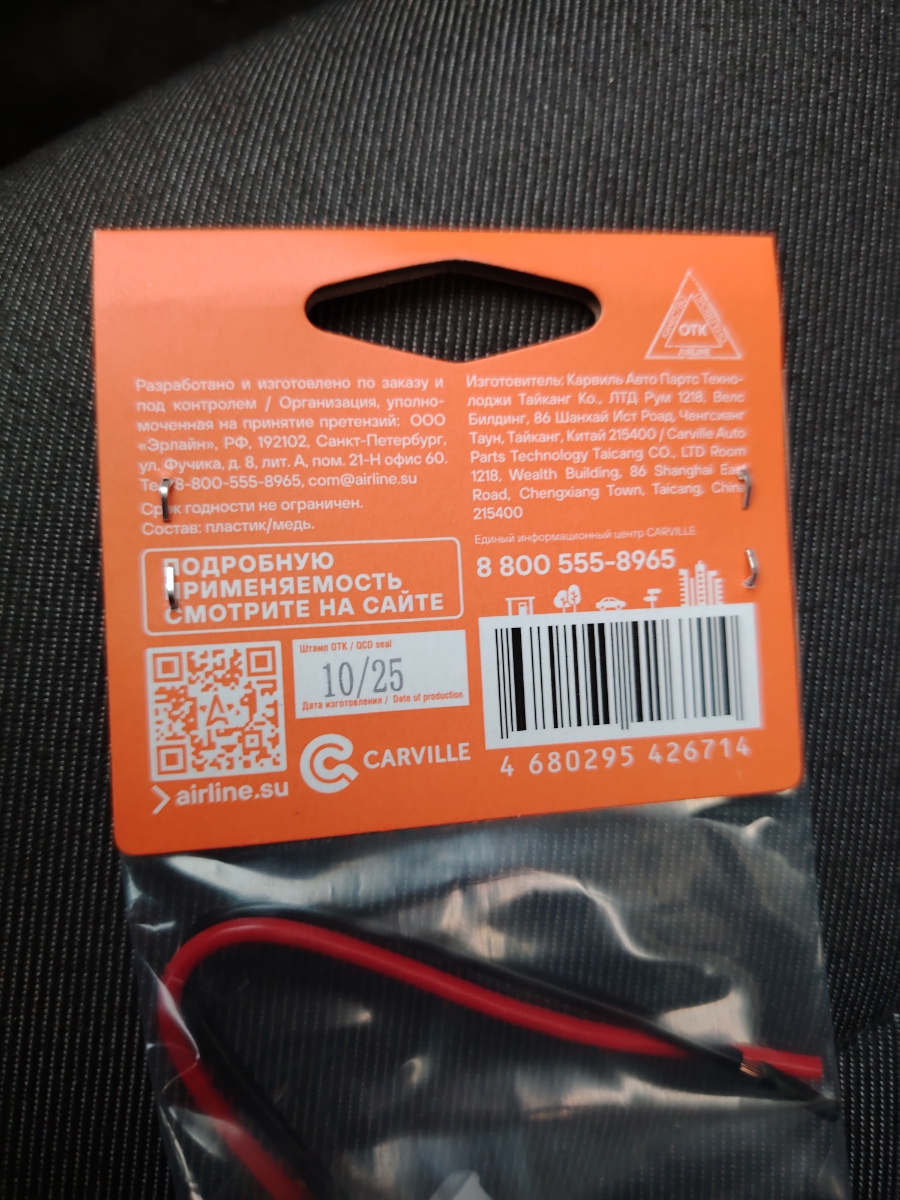 Разработано и изготовлено по заказу и
под контролем / Организация, уполно-
моченная на принятие претензий: ООО
«Эрлайн», РФ, 192102, Санкт-Петербург,
ул. Фучика, д. 8, лит. А, пом. 21-Н офис 60.
8-800-555-8965, com@airline.su
Срок годности не ограничен.
Состав: пластик/медь.
ПОДРОБНУЮ
ПРИМЕНЯЕМОСТЬ
СМОТРИТЕ НА САЙТЕ
airline.su
Штамп ОТК / QCD seal
10/25
Дата изготовления / Date of production
CARVILLE
ОТК
AIRLINE
Изготовитель: Карвиль Авто Партс Техно-
лоджи Тайканг Ко., ЛТД Рум 1218, Велс
Билдинг, 86 Шанхай Ист Роад, Ченгсианг
Таун, Тайканг, Китай 215400 / Carville Auto
Parts Technology Taicang CO., LTD Room
1218, Wealth Building, 86 Shanghai East
Road, Chengxiang Town, Taicang, China
215400
Единый информационный центр CARVILLE
8 800 555-8965
4 680295 426714